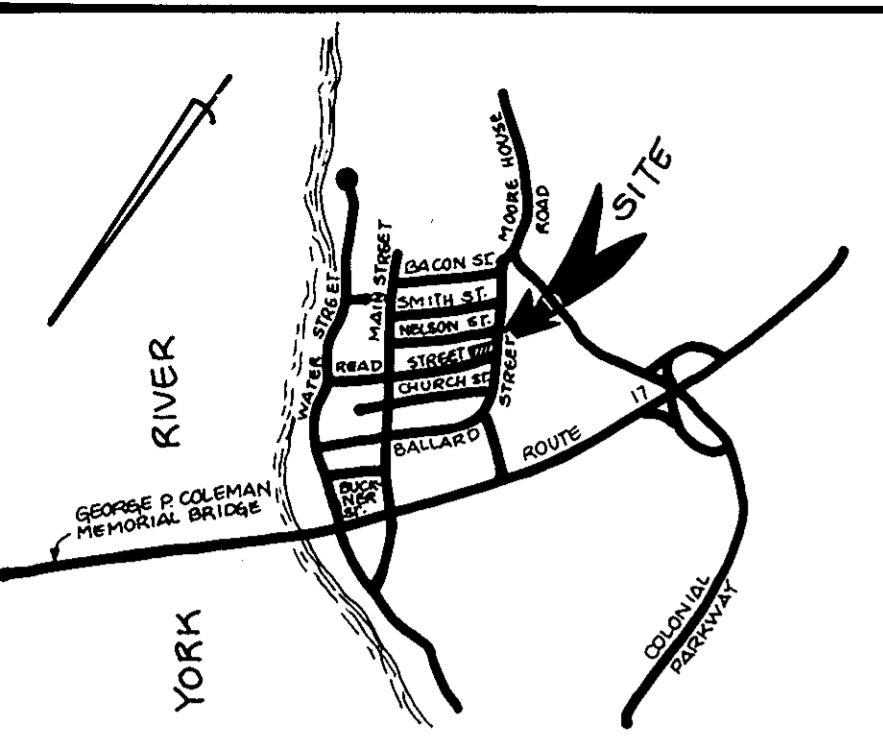 MOORE HOUSE
ROAD
SITE
BACON ST.
SMITH ST.
NELSON ST.
MAIN STREET
WATER STREET
READ STREET
CHURCH ST.
BALLARD STREET
BUCK-
NER
ST.
ROUTE 17
RIVER
GEORGE P. COLEMAN
MEMORIAL BRIDGE
YORK
COLONIAL
PARKWAY